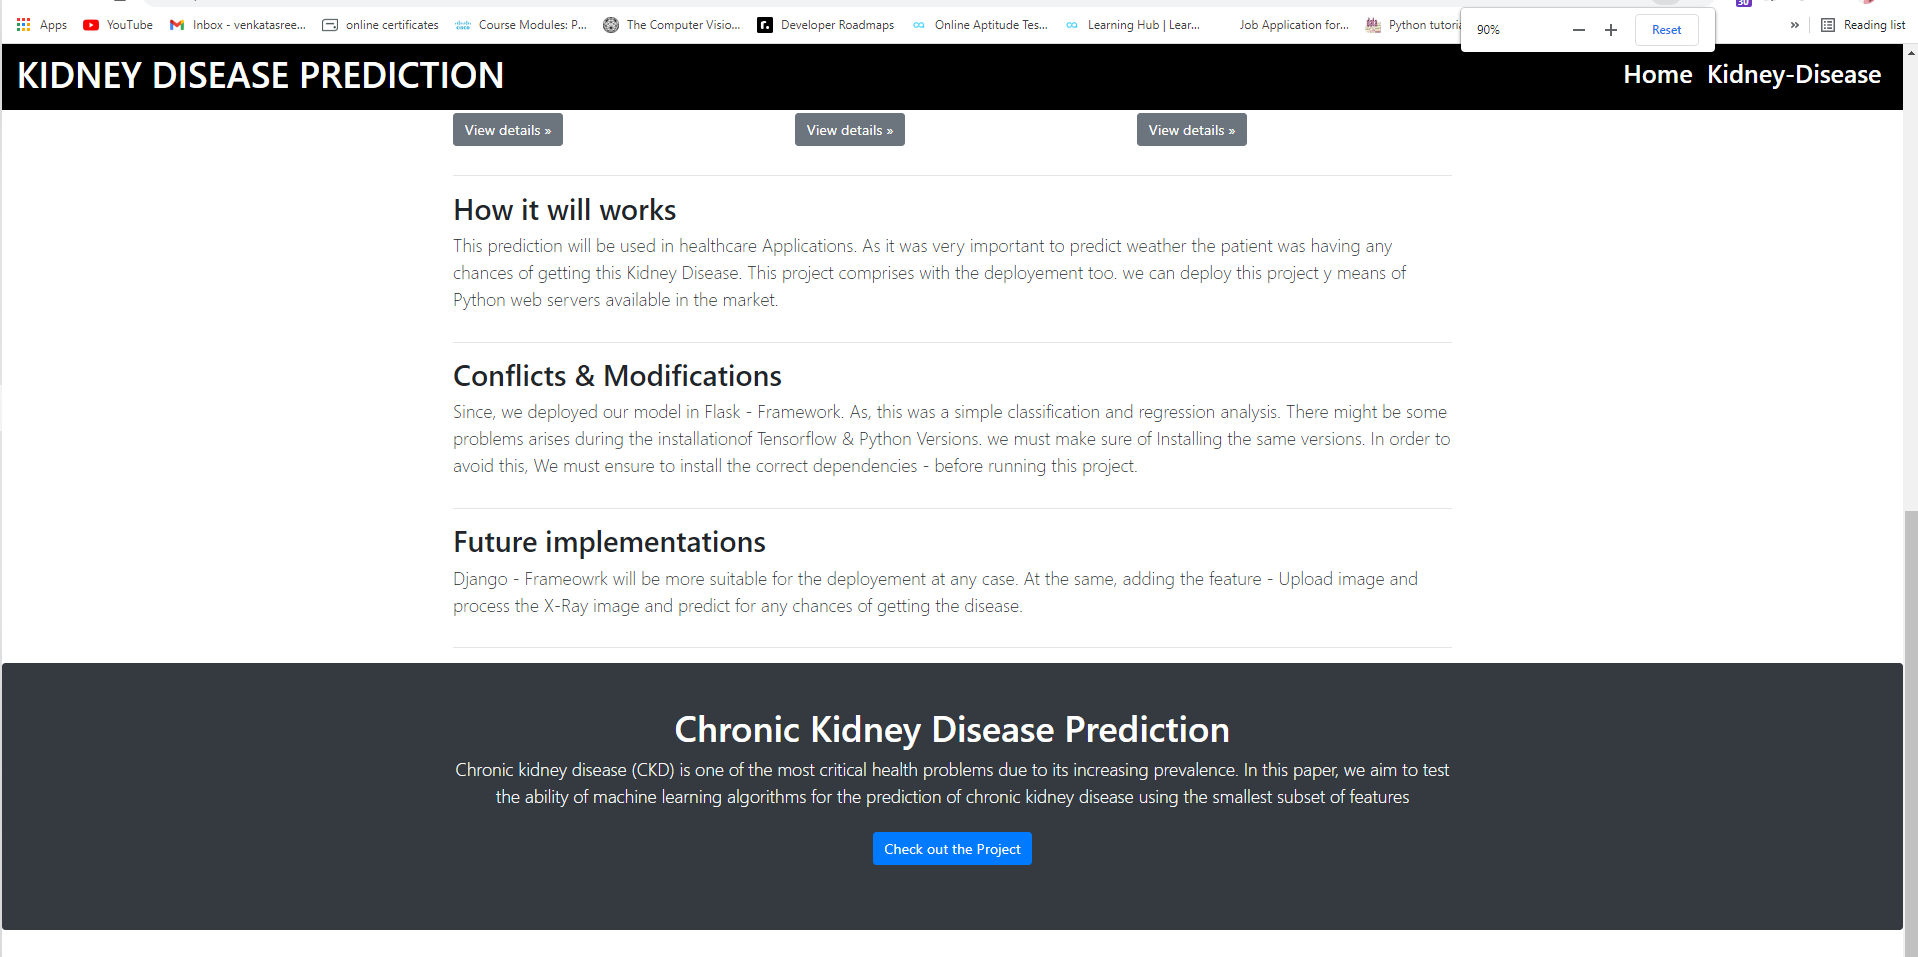 Apps YouTube Inbox - venkatasree... online certificates Course Modules: P... The Computer Visio... Developer Roadmaps Online Aptitude Tes... Learning Hub | Lear... Job Application for... Python tutoria 90% Reset » Reading list
KIDNEY DISEASE PREDICTION Home Kidney-Disease
View details » View details » View details »
How it will works
This prediction will be used in healthcare Applications. As it was very important to predict weather the patient was having any
chances of getting this Kidney Disease. This project comprises with the deployement too. we can deploy this project y means of
Python web servers available in the market.
Conflicts & Modifications
Since, we deployed our model in Flask - Framework. As, this was a simple classification and regression analysis. There might be some
problems arises during the installationof Tensorflow & Python Versions. we must make sure of Installing the same versions. In order to
avoid this, We must ensure to install the correct dependencies - before running this project.
Future implementations
Django - Frameowrk will be more suitable for the deployement at any case. At the same, adding the feature - Upload image and
process the X-Ray image and predict for any chances of getting the disease.
Chronic Kidney Disease Prediction
Chronic kidney disease (CKD) is one of the most critical health problems due to its increasing prevalence. In this paper, we aim to test
the ability of machine learning algorithms for the prediction of chronic kidney disease using the smallest subset of features
Check out the Project